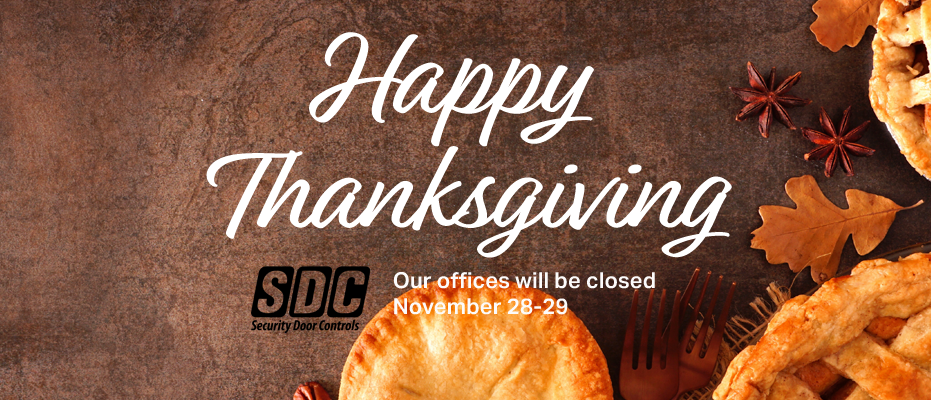 Happy
Thanksgiving
SDC
Security Door Controls
Our offices will be closed
November 28-29